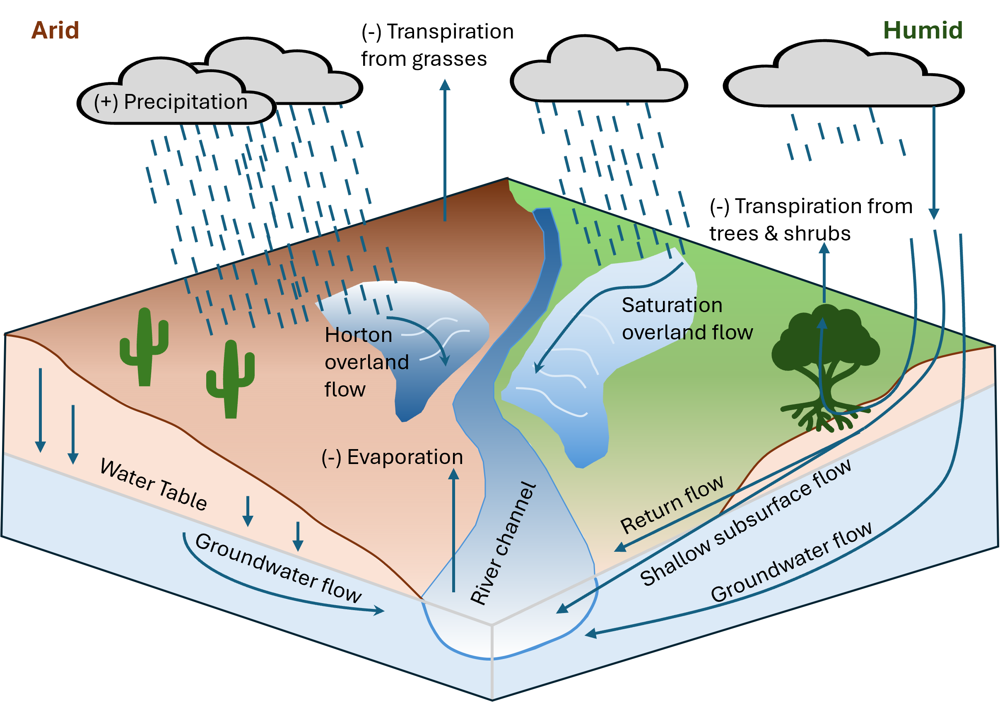 Arid
(-) Transpiration
from grasses
Humid
(+) Precipitation
(-) Transpiration from
trees & shrubs
Saturation
overland flow
Horton
overland
flow
(-) Evaporation
Water Table
Groundwater flow
River channel
Return flow
Shallow subsurface flow
Groundwater flow